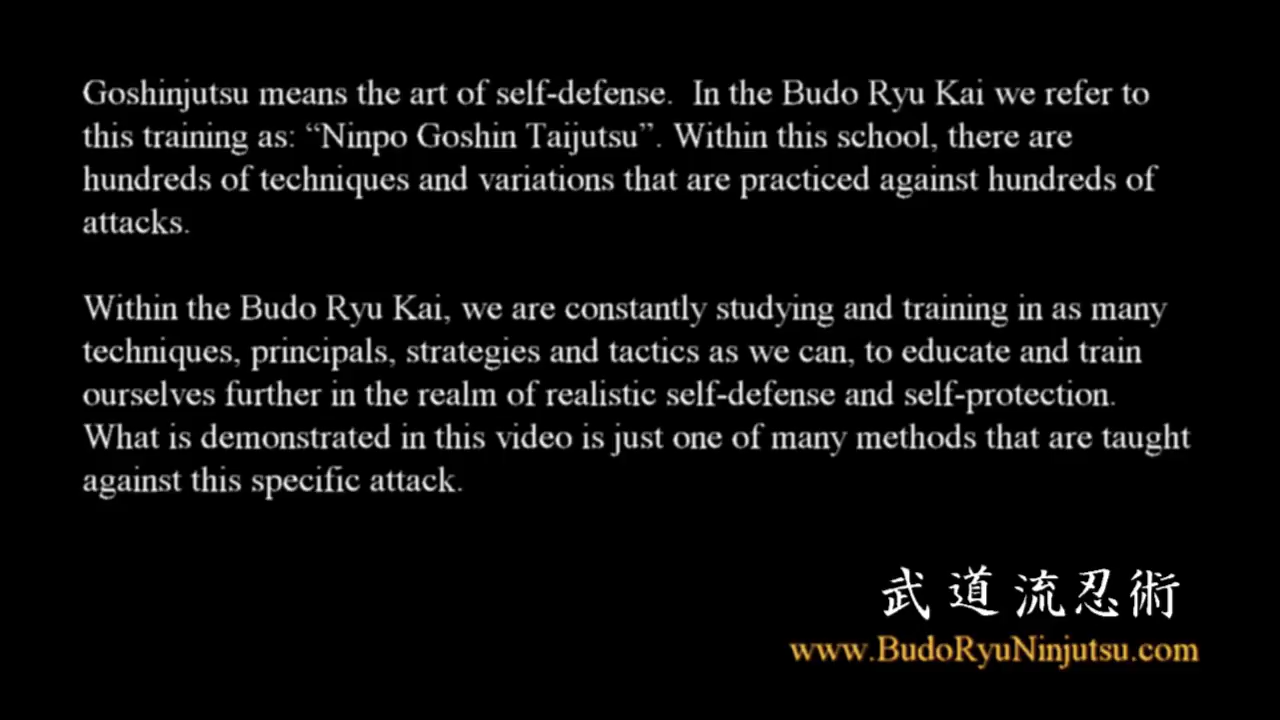 Goshinjutsu means the art of self-defense.  In the Budo Ryu Kai we refer to
this training as: “Ninpo Goshin Taijutsu”. Within this school, there are
hundreds of techniques and variations that are practiced against hundreds of
attacks.
Within the Budo Ryu Kai, we are constantly studying and training in as many
techniques, principals, strategies and tactics as we can, to educate and train
ourselves further in the realm of realistic self-defense and self-protection.
What is demonstrated in this video is just one of many methods that are taught
against this specific attack.
武道流忍術
www.BudoRyuNinjutsu.com